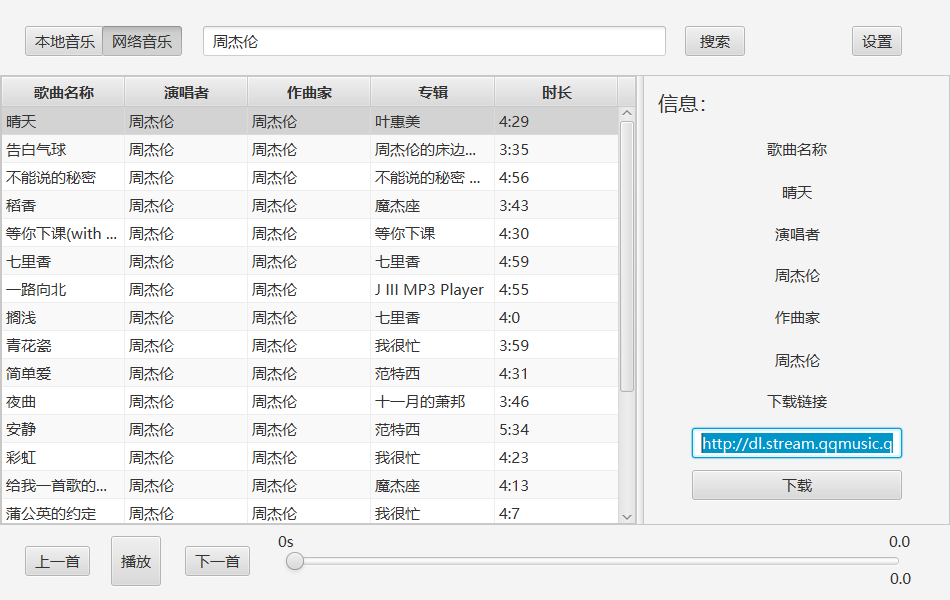 本地音乐 网络音乐 周杰伦 搜索 设置
歌曲名称 演唱者 作曲家 专辑 时长
晴天 周杰伦 周杰伦 叶惠美 4:29
告白气球 周杰伦 周杰伦 周杰伦的床边... 3:35
不能说的秘密 周杰伦 周杰伦 不能说的秘密 ... 4:56
稻香 周杰伦 周杰伦 魔杰座 3:43
等你下课(with ... 周杰伦 周杰伦 等你下课 4:30
七里香 周杰伦 周杰伦 七里香 4:59
一路向北 周杰伦 周杰伦 J III MP3 Player 4:55
搁浅 周杰伦 周杰伦 七里香 4:0
青花瓷 周杰伦 周杰伦 我很忙 3:59
简单爱 周杰伦 周杰伦 范特西 4:31
夜曲 周杰伦 周杰伦 十一月的萧邦 3:46
安静 周杰伦 周杰伦 范特西 5:34
彩虹 周杰伦 周杰伦 我很忙 4:23
给我一首歌的... 周杰伦 周杰伦 魔杰座 4:13
蒲公英的约定 周杰伦 周杰伦 我很忙 4:7
信息：
歌曲名称
晴天
演唱者
周杰伦
作曲家
周杰伦
下载链接
http://dl.stream.qqmusic.q
下载
上一首 播放 下一首
0s 0.0
0.0